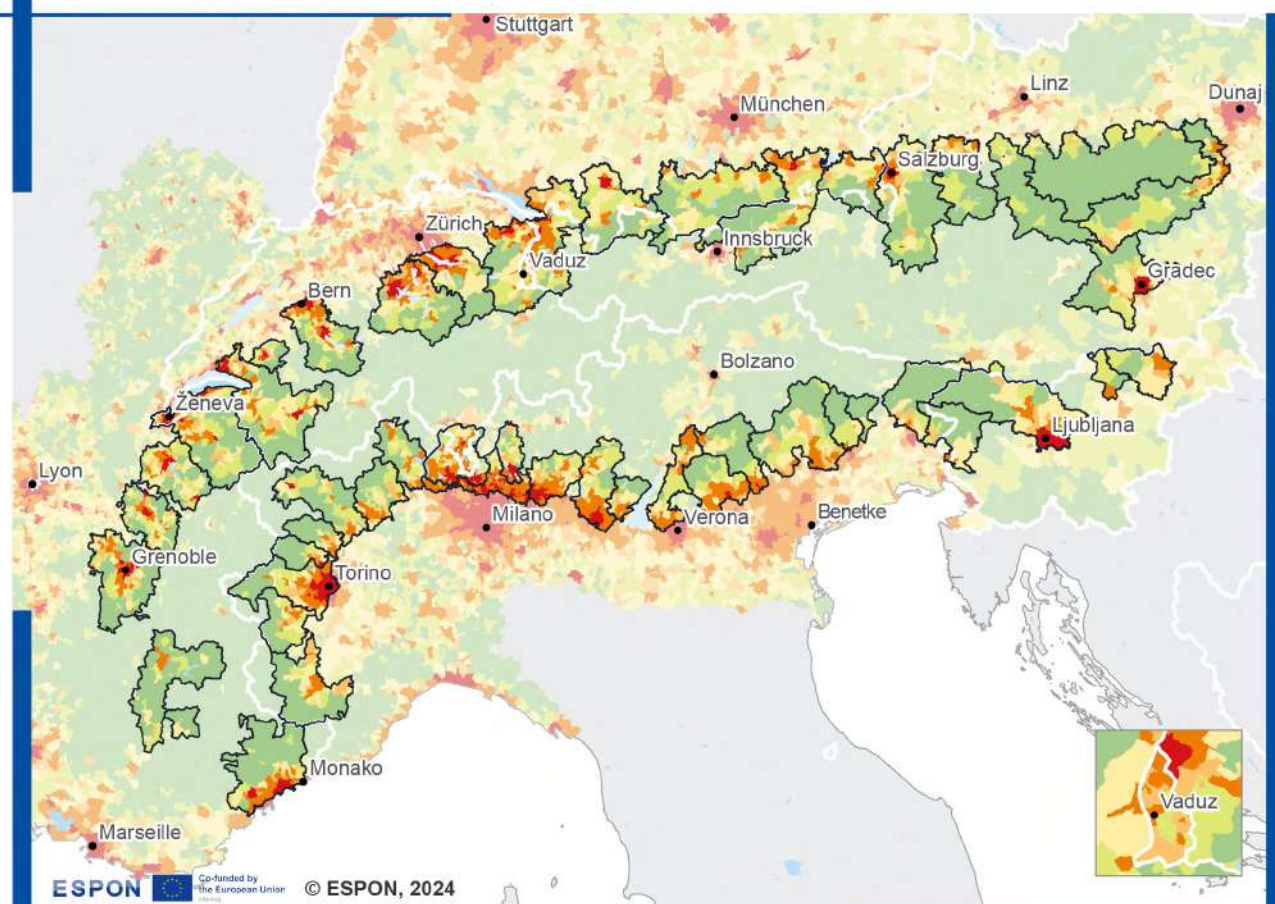 Stuttgart
Linz
Dunaj
München
Salzburg
Zürich
Innsbruck
Vaduz
Gradec
Bern
Bolzano
Ženeva
Ljubljana
Lyon
Milano
Verona
Benetke
Grenoble
Torino
Monako
Vaduz
Marseille
ESPON
Co-funded by
the European Union
© ESPON, 2024